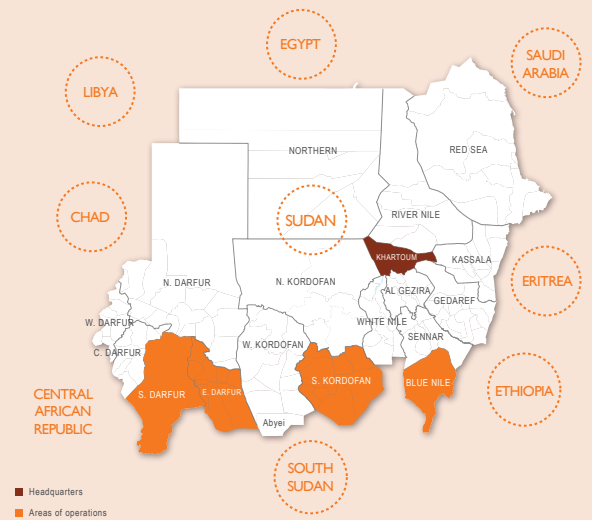 EGYPT
SAUDI
ARABIA
LIBYA
NORTHERN
RED SEA
CHAD
SUDAN
RIVER NILE
KHARTOUM
KASSALA
N. DARFUR
N. KORDOFAN
ERITREA
AL GEZIRA
GEDAREF
W. DARFUR
WHITE NILE
SENNAR
C. DARFUR
W. KORDOFAN
S. DARFUR
E. DARFUR
S. KORDOFAN
BLUE NILE
ETHIOPIA
CENTRAL
AFRICAN
REPUBLIC
Abyei
SOUTH
SUDAN
Headquarters
Areas of operations